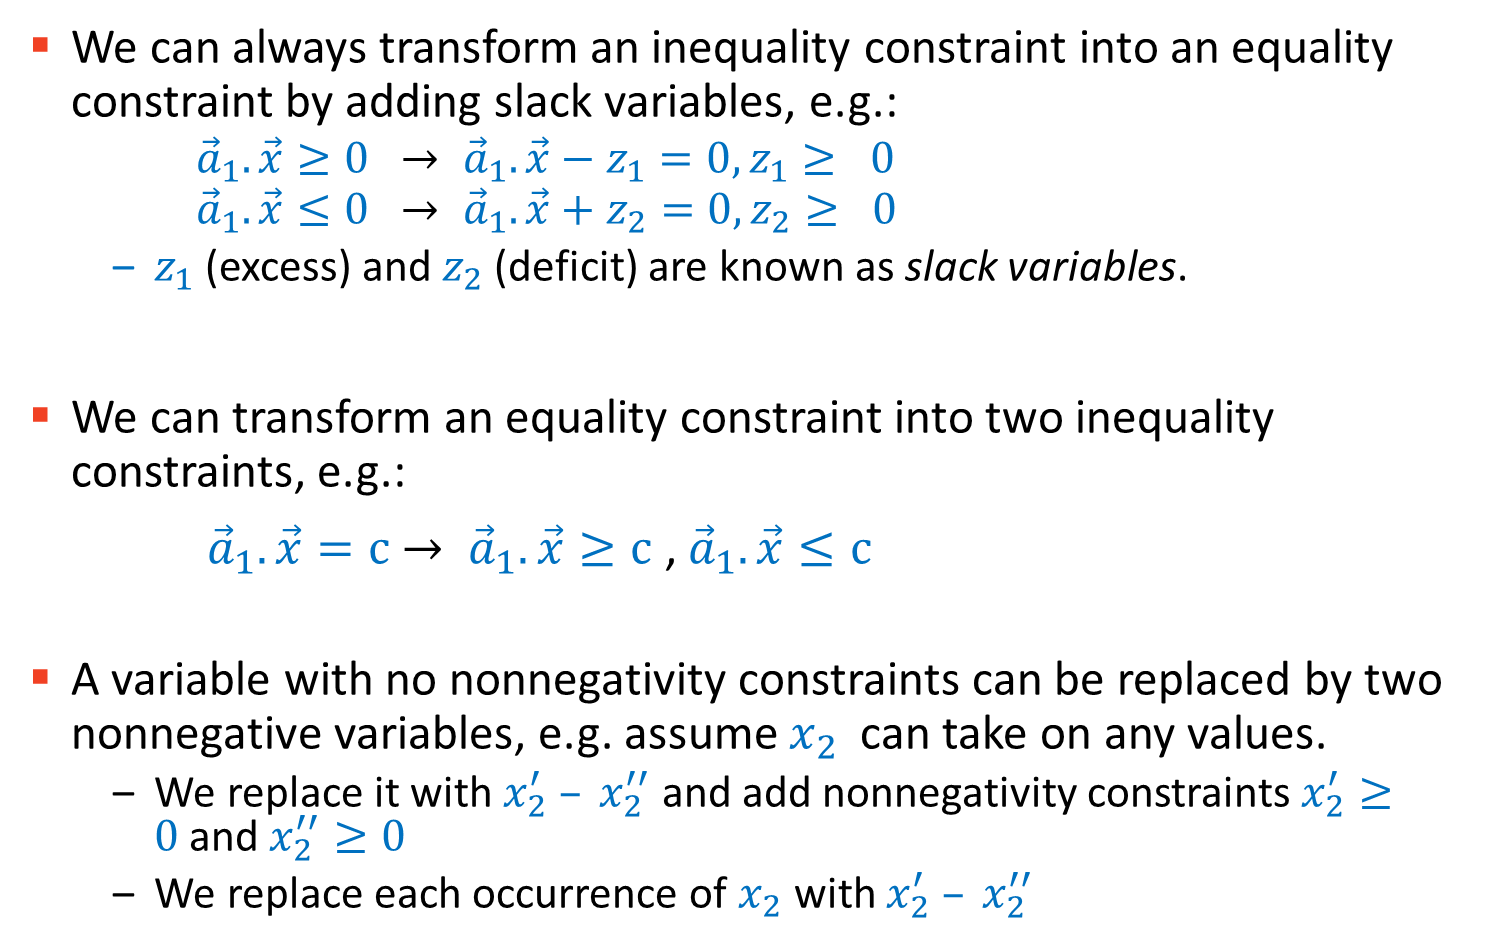 ▪ We can always transform an inequality constraint into an equality
constraint by adding slack variables, e.g.:
a⃗₁. x⃗ ≥ 0 → a⃗₁. x⃗ − z₁ = 0, z₁ ≥ 0
a⃗₁. x⃗ ≤ 0 → a⃗₁. x⃗ + z₂ = 0, z₂ ≥ 0
– z₁ (excess) and z₂ (deficit) are known as slack variables.
▪ We can transform an equality constraint into two inequality
constraints, e.g.:
a⃗₁. x⃗ = c → a⃗₁. x⃗ ≥ c , a⃗₁. x⃗ ≤ c
▪ A variable with no nonnegativity constraints can be replaced by two
nonnegative variables, e.g. assume x₂ can take on any values.
– We replace it with x₂′ − x₂′′ and add nonnegativity constraints x₂′ ≥
0 and x₂′′ ≥ 0
– We replace each occurrence of x₂ with x₂′ − x₂′′